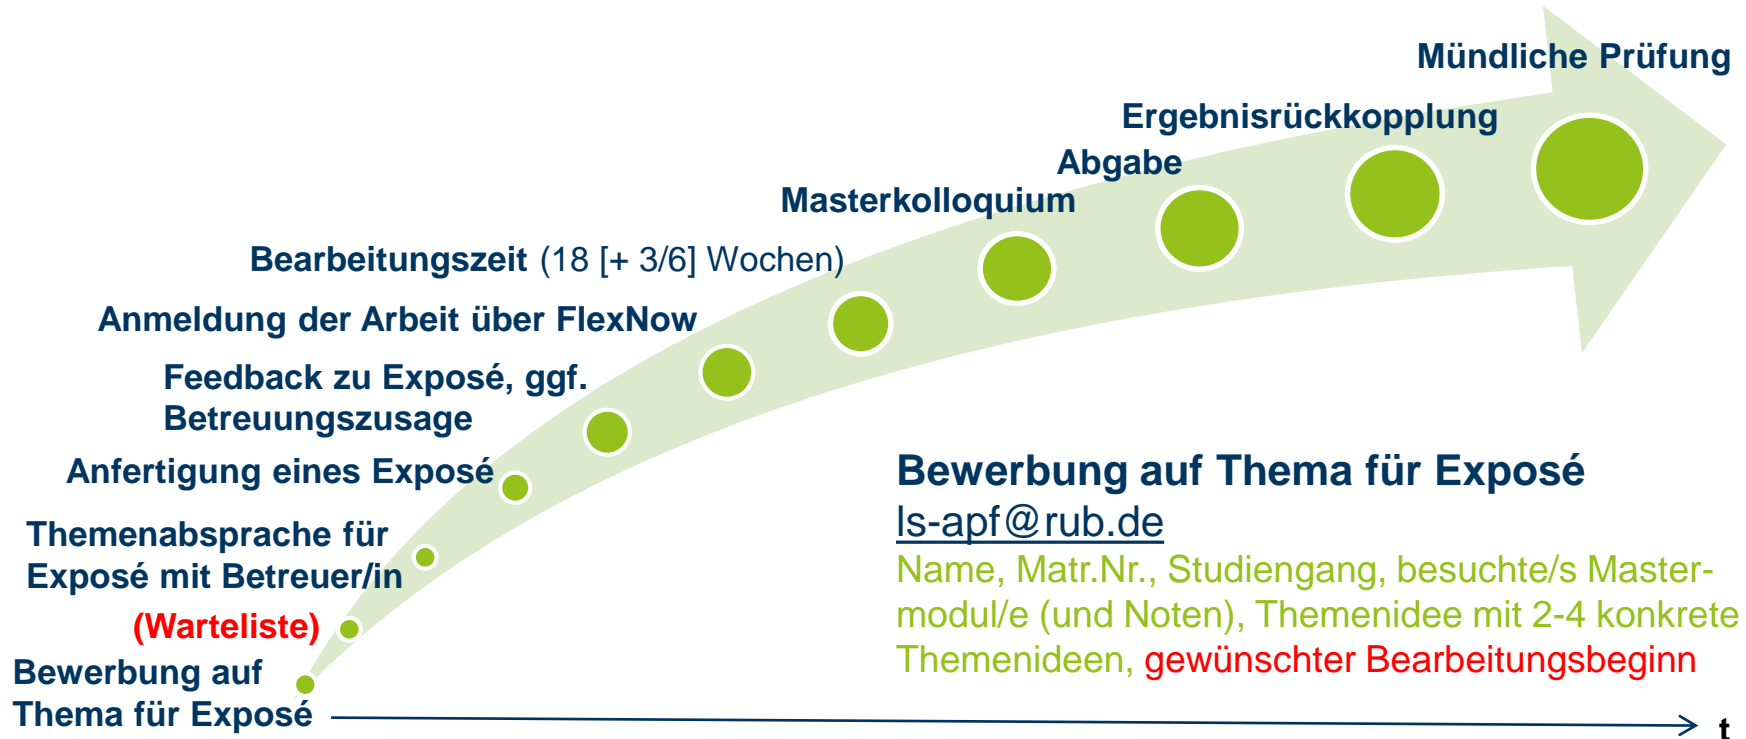 Mündliche Prüfung
Ergebnisrückkopplung
Abgabe
Masterkolloquium
Bearbeitungszeit (18 [+ 3/6] Wochen)
Anmeldung der Arbeit über FlexNow
Feedback zu Exposé, ggf.
Betreuungszusage
Anfertigung eines Exposé
Themenabsprache für
Exposé mit Betreuer/in
(Warteliste)
Bewerbung auf
Thema für Exposé
Bewerbung auf Thema für Exposé
ls-apf@rub.de
Name, Matr.Nr., Studiengang, besuchte/s Master-
modul/e (und Noten), Themenidee mit 2-4 konkrete
Themenideen, gewünschter Bearbeitungsbeginn
t